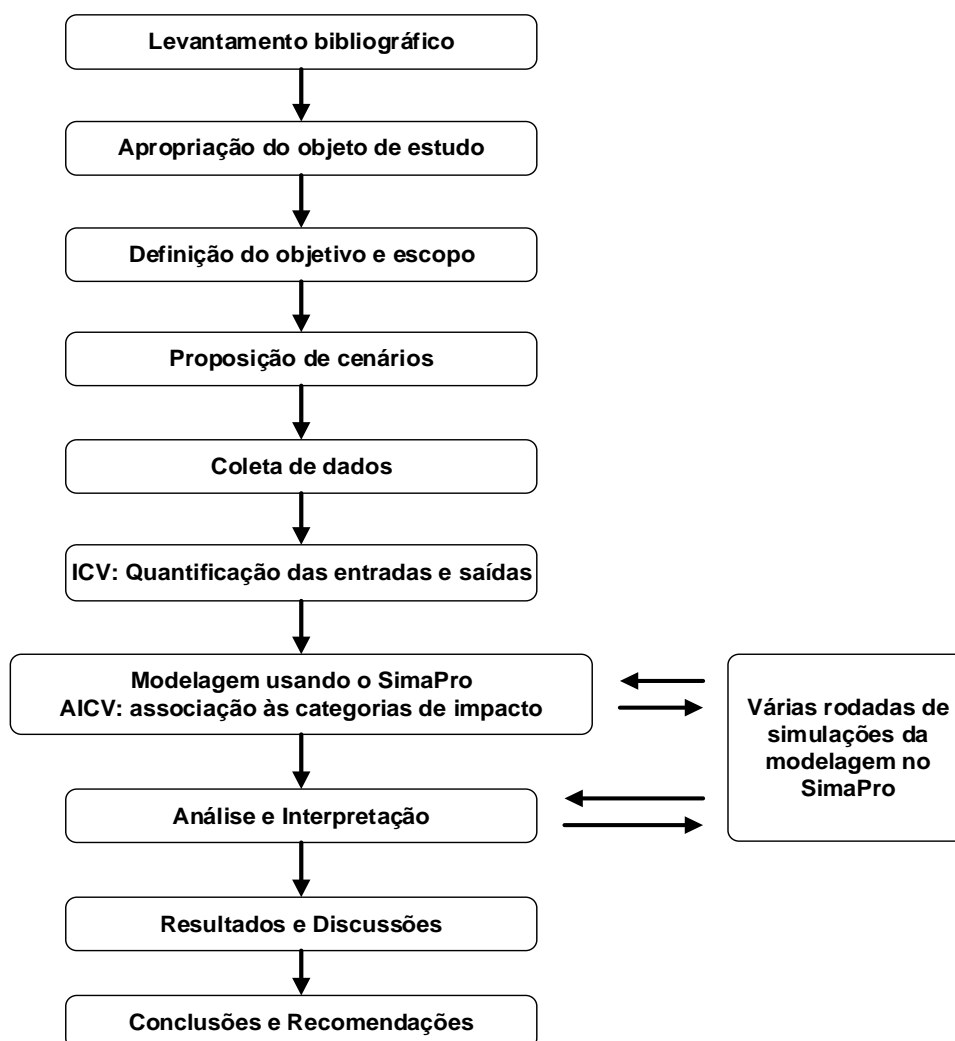 Levantamento bibliográfico
Apropriação do objeto de estudo
Definição do objetivo e escopo
Proposição de cenários
Coleta de dados
ICV: Quantificação das entradas e saídas
Modelagem usando o SimaPro
AICV: associação às categorias de impacto
Várias rodadas de
simulações da
modelagem no
SimaPro
Análise e Interpretação
Resultados e Discussões
Conclusões e Recomendações